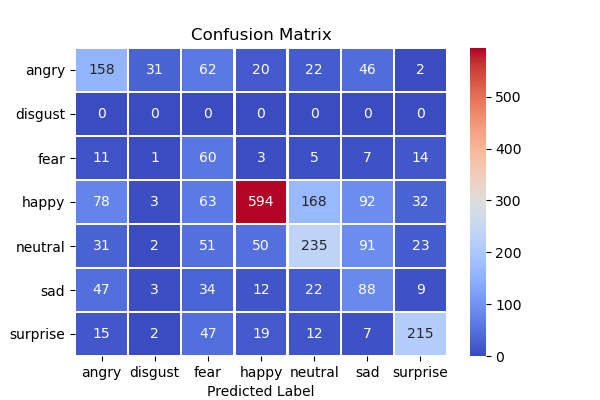 Confusion Matrix
angry 158 31 62 20 22 46 2
disgust 0 0 0 0 0 0 0
fear 11 1 60 3 5 7 14
happy 78 3 63 594 168 92 32
neutral 31 2 51 50 235 91 23
sad 47 3 34 12 22 88 9
surprise 15 2 47 19 12 7 215
angry disgust fear happy neutral sad surprise
Predicted Label
500
400
300
200
100
0